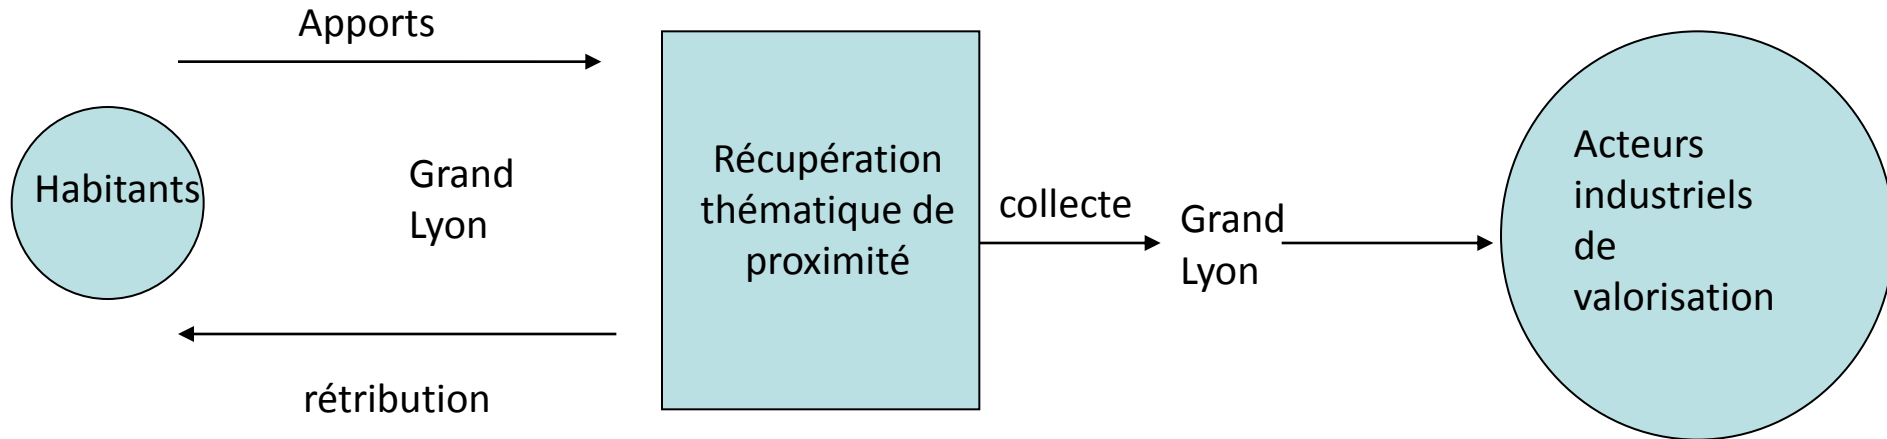 Apports
Habitants
Grand
Lyon
rétribution
Récupération
thématique de
proximité
collecte
Grand
Lyon
Acteurs
industriels
de
valorisation